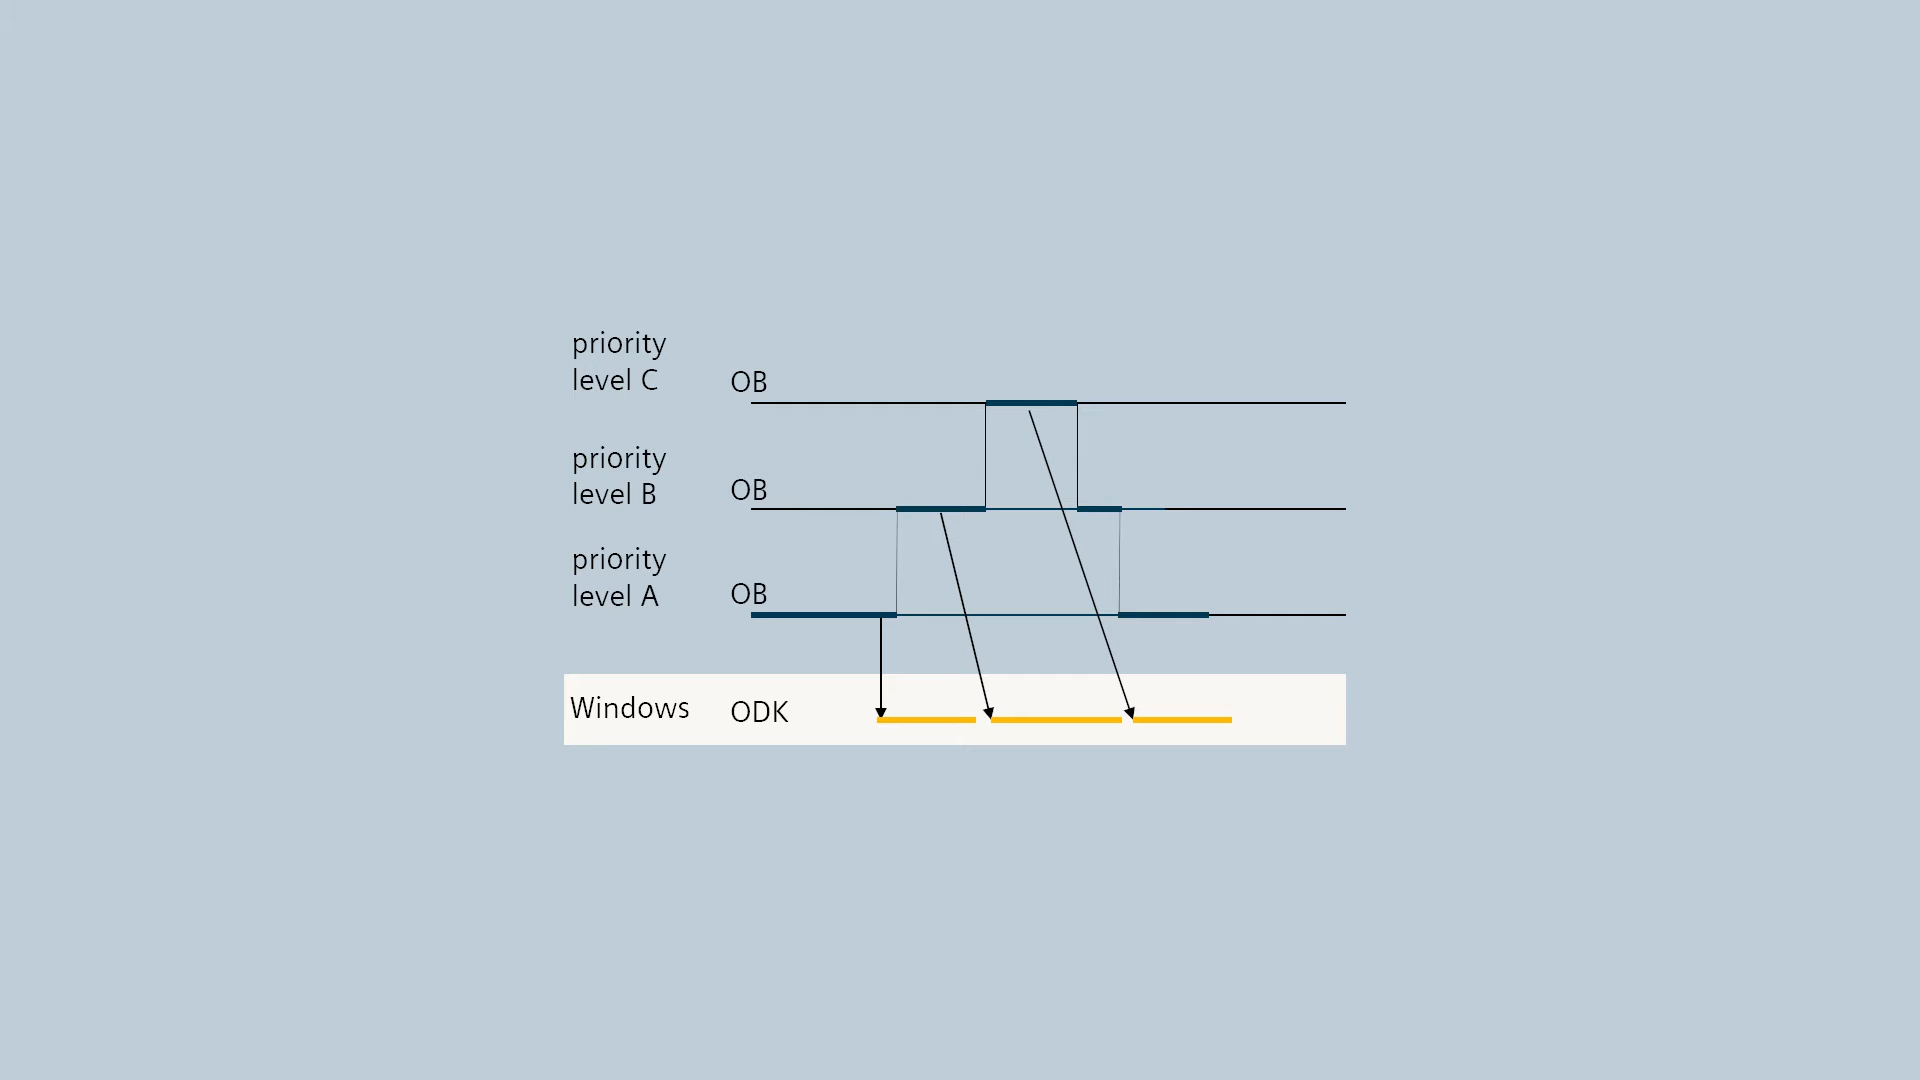 priority
level C
OB
priority
level B
OB
priority
level A
OB
Windows
ODK